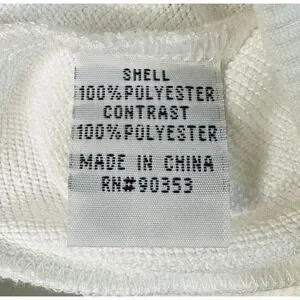 SHELL
100%POLYESTER
CONTRAST
100%POLYESTER
MADE IN CHINA
RN#90353